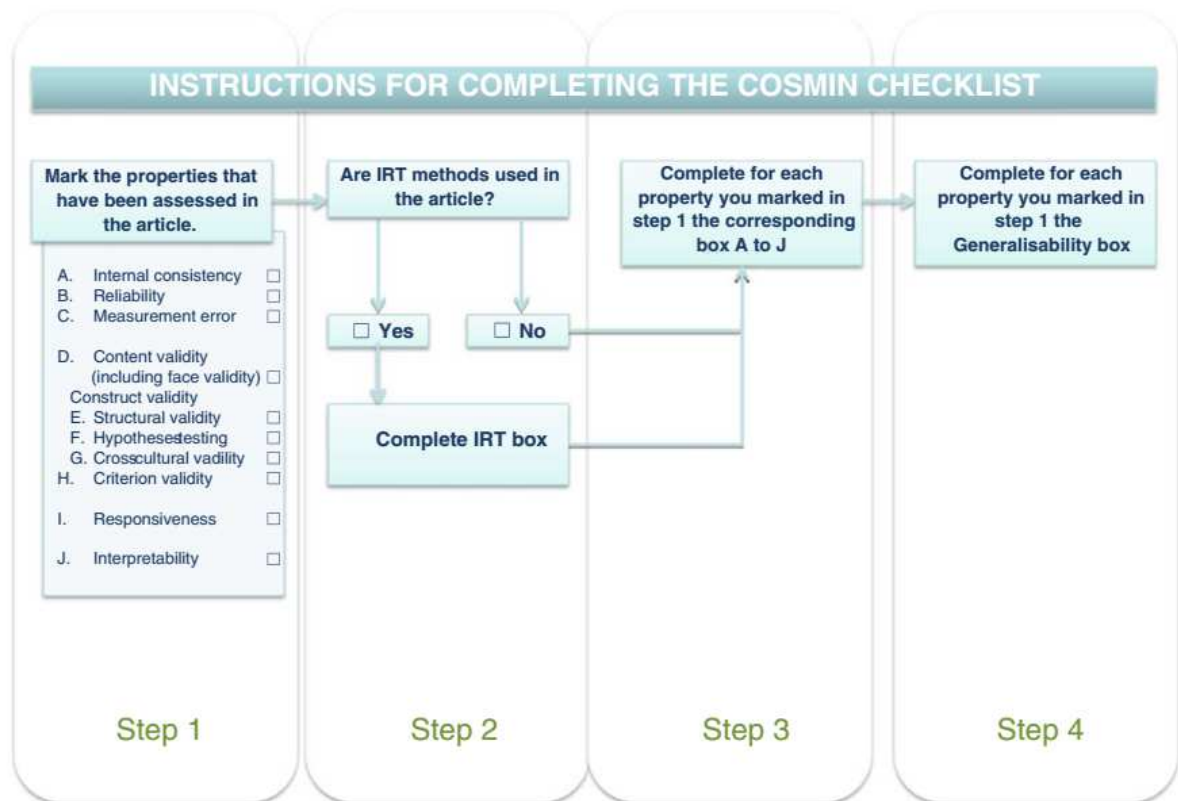 INSTRUCTIONS FOR COMPLETING THE COSMIN CHECKLIST
Mark the properties that
have been assessed in
the article.
A. Internal consistency ☐
B. Reliability ☐
C. Measurement error ☐
D. Content validity
(including face validity) ☐
Construct validity
E. Structural validity ☐
F. Hypothesestesting ☐
G. Crosscultural vadility ☐
H. Criterion validity ☐
I. Responsiveness ☐
J. Interpretability ☐
Step 1
Are IRT methods used in
the article?
☐ Yes
☐ No
Complete IRT box
Step 2
Complete for each
property you marked in
step 1 the corresponding
box A to J
Step 3
Complete for each
property you marked in
step 1 the
Generalisability box
Step 4